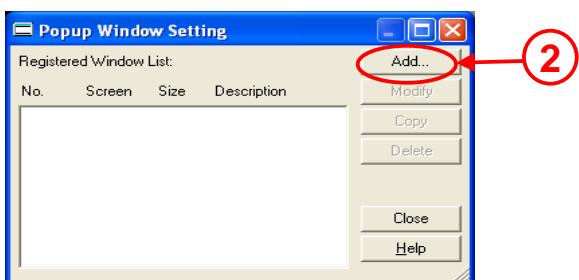 Popup Window Setting
Registered Window List:
No. Screen Size Description
Add...
Modify
Copy
Delete
Close
Help
2